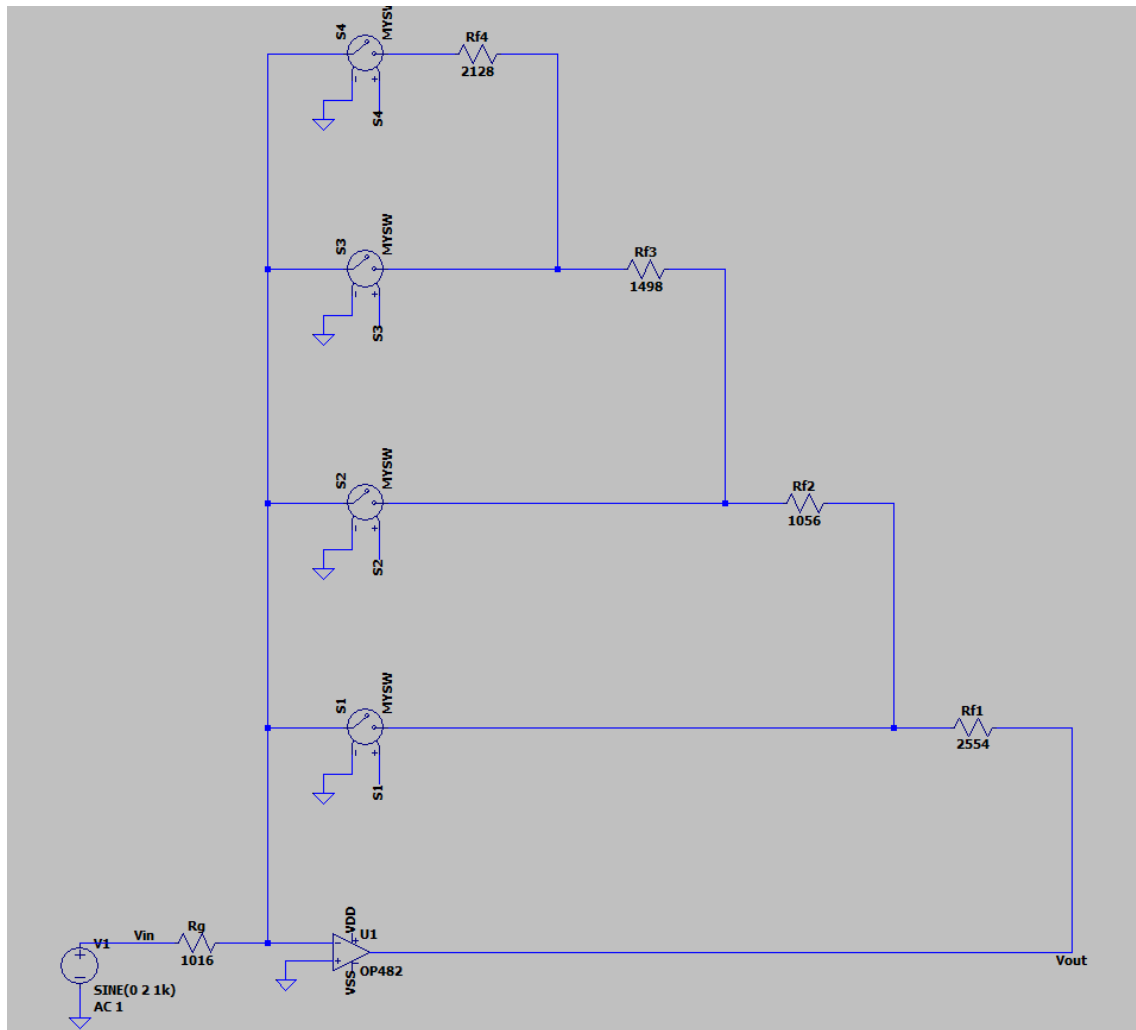 S4
MYSW
Rf4
2128
S4
S3
MYSW
Rf3
1498
S3
S2
MYSW
Rf2
1056
S2
S1
MYSW
Rf1
2554
S1
V1
Vin
Rg
1016
VDD
U1
OP482
VSS
Vout
SINE(0 2 1k)
AC 1